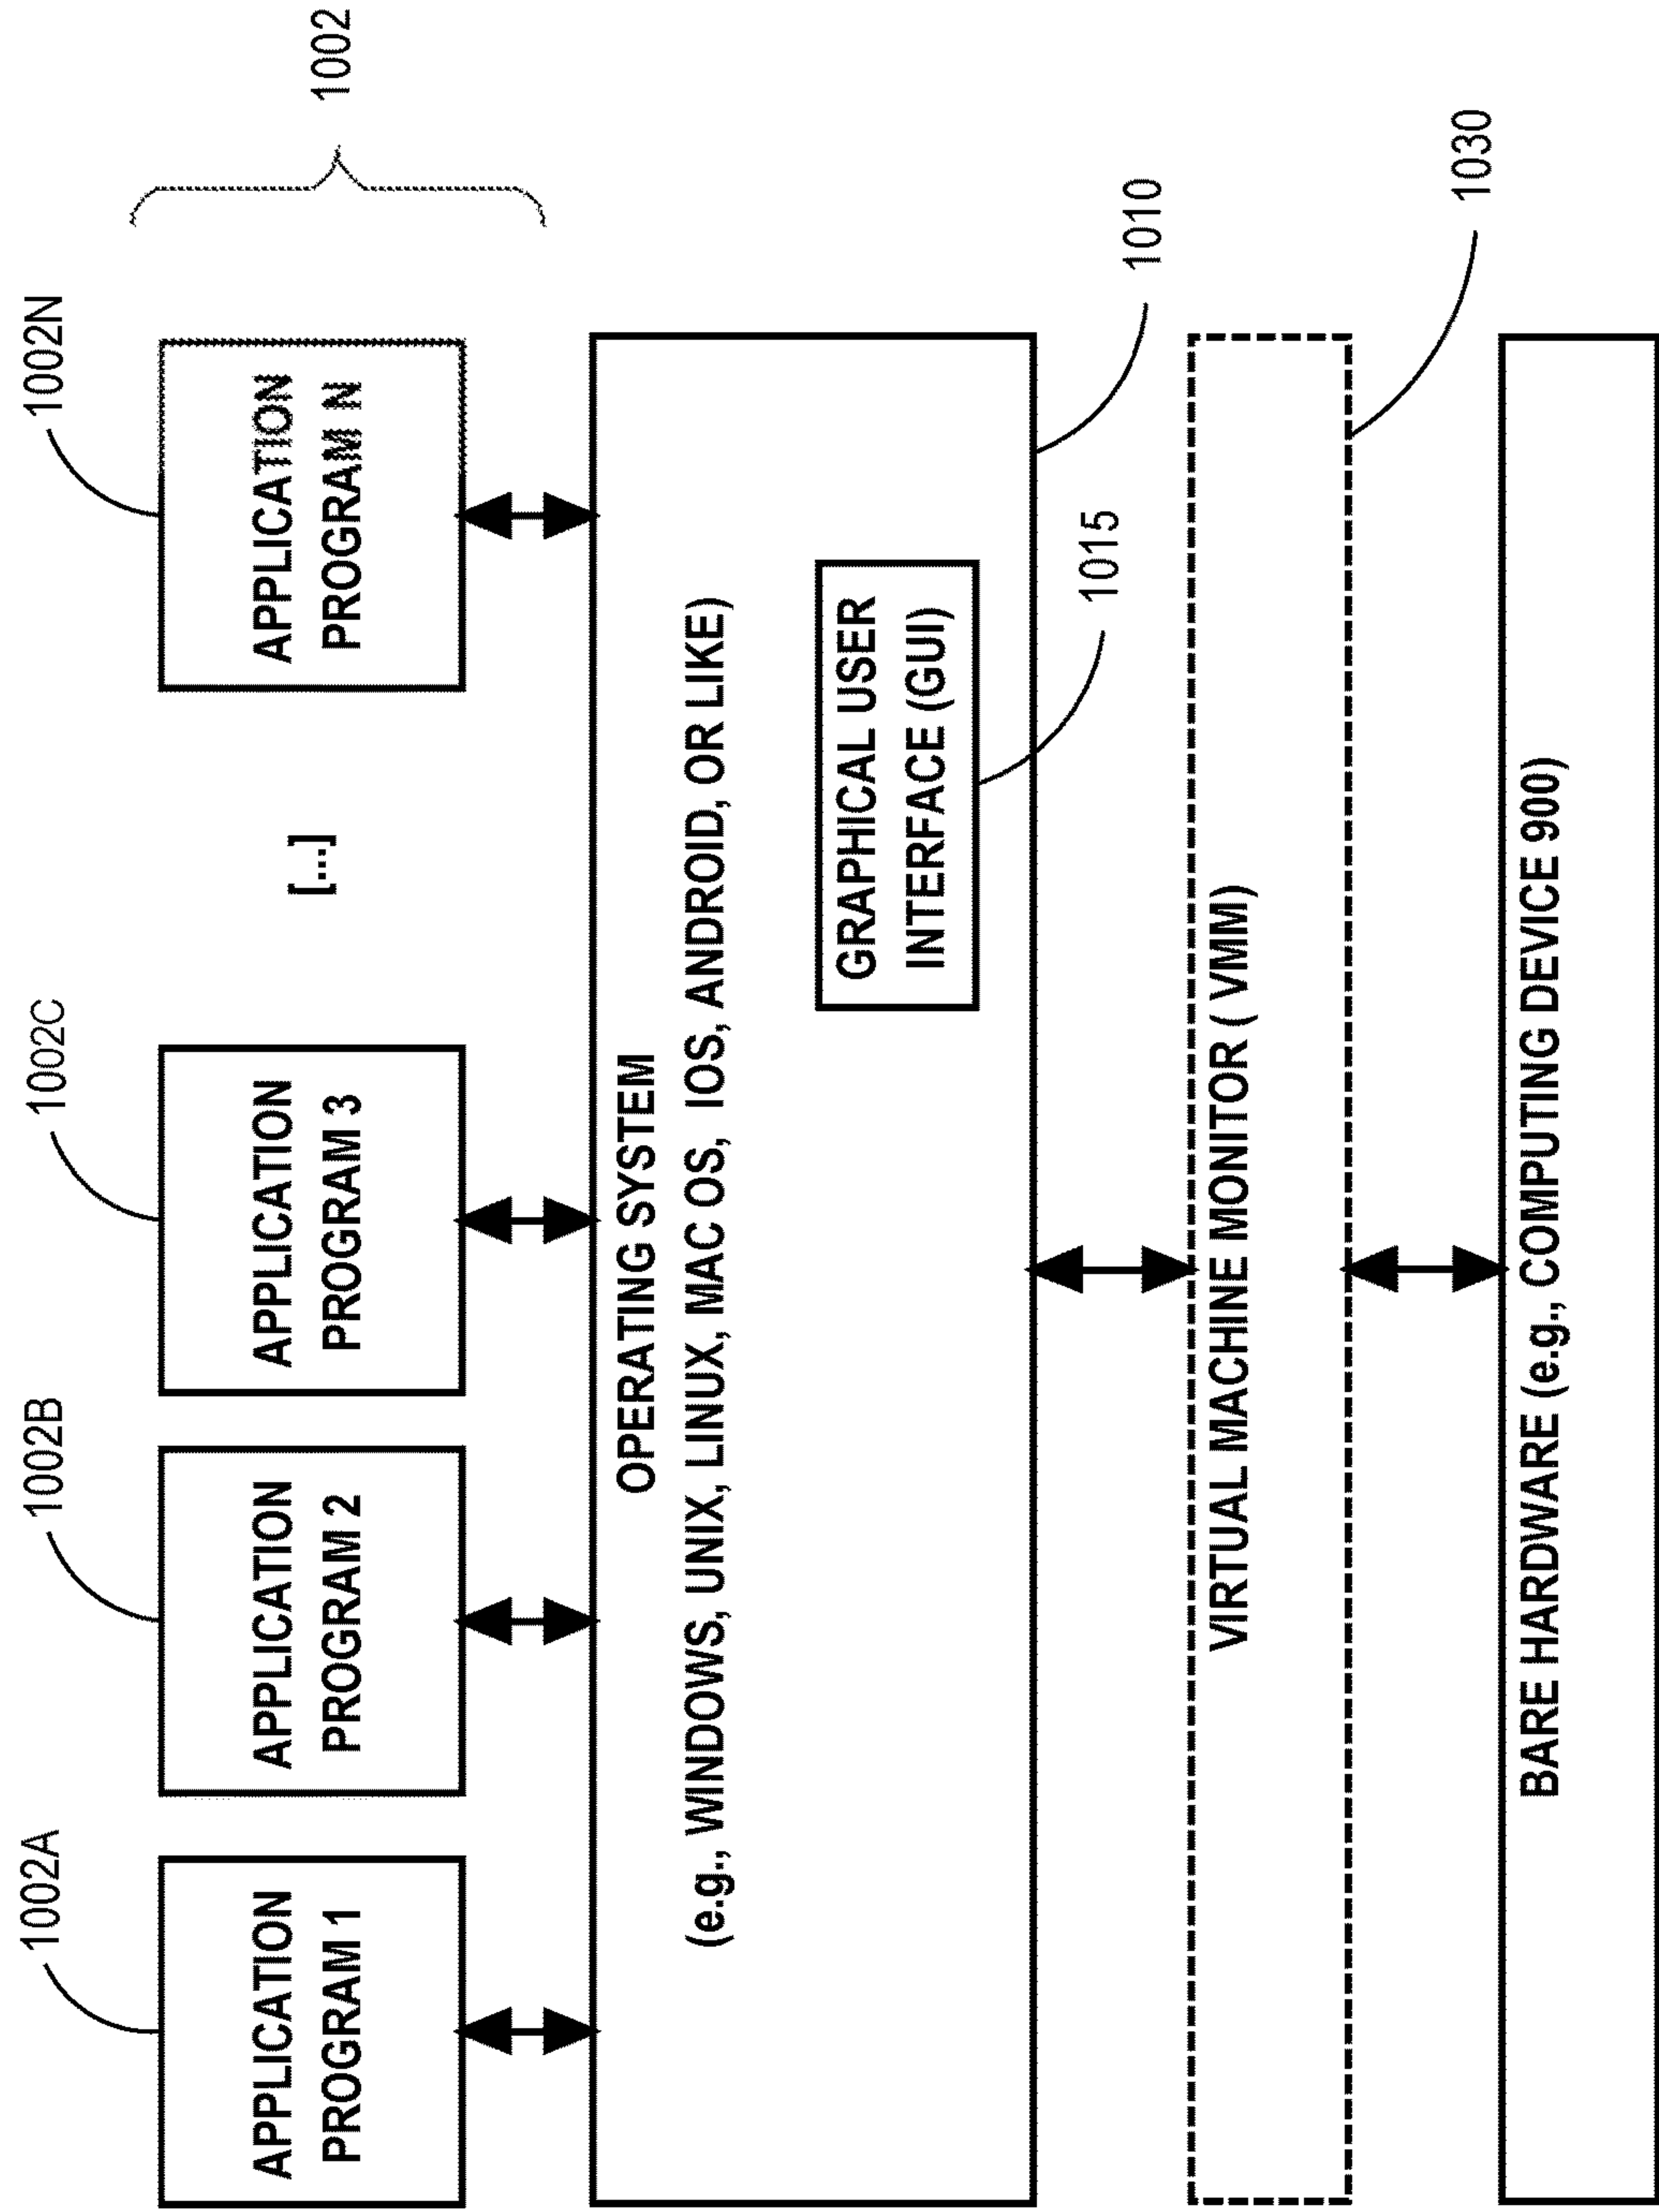 1002A
1002B
1002C
1002N
1002
APPLICATION
PROGRAM 1
APPLICATION
PROGRAM 2
APPLICATION
PROGRAM 3
[...]
APPLICATION
PROGRAM N
OPERATING SYSTEM
(e.g., WINDOWS, UNIX, LINUX, MAC OS, IOS, ANDROID, OR LIKE)
GRAPHICAL USER
INTERFACE (GUI)
1015
1010
VIRTUAL MACHINE MONITOR ( VMM)
1030
BARE HARDWARE (e.g., COMPUTING DEVICE 900)